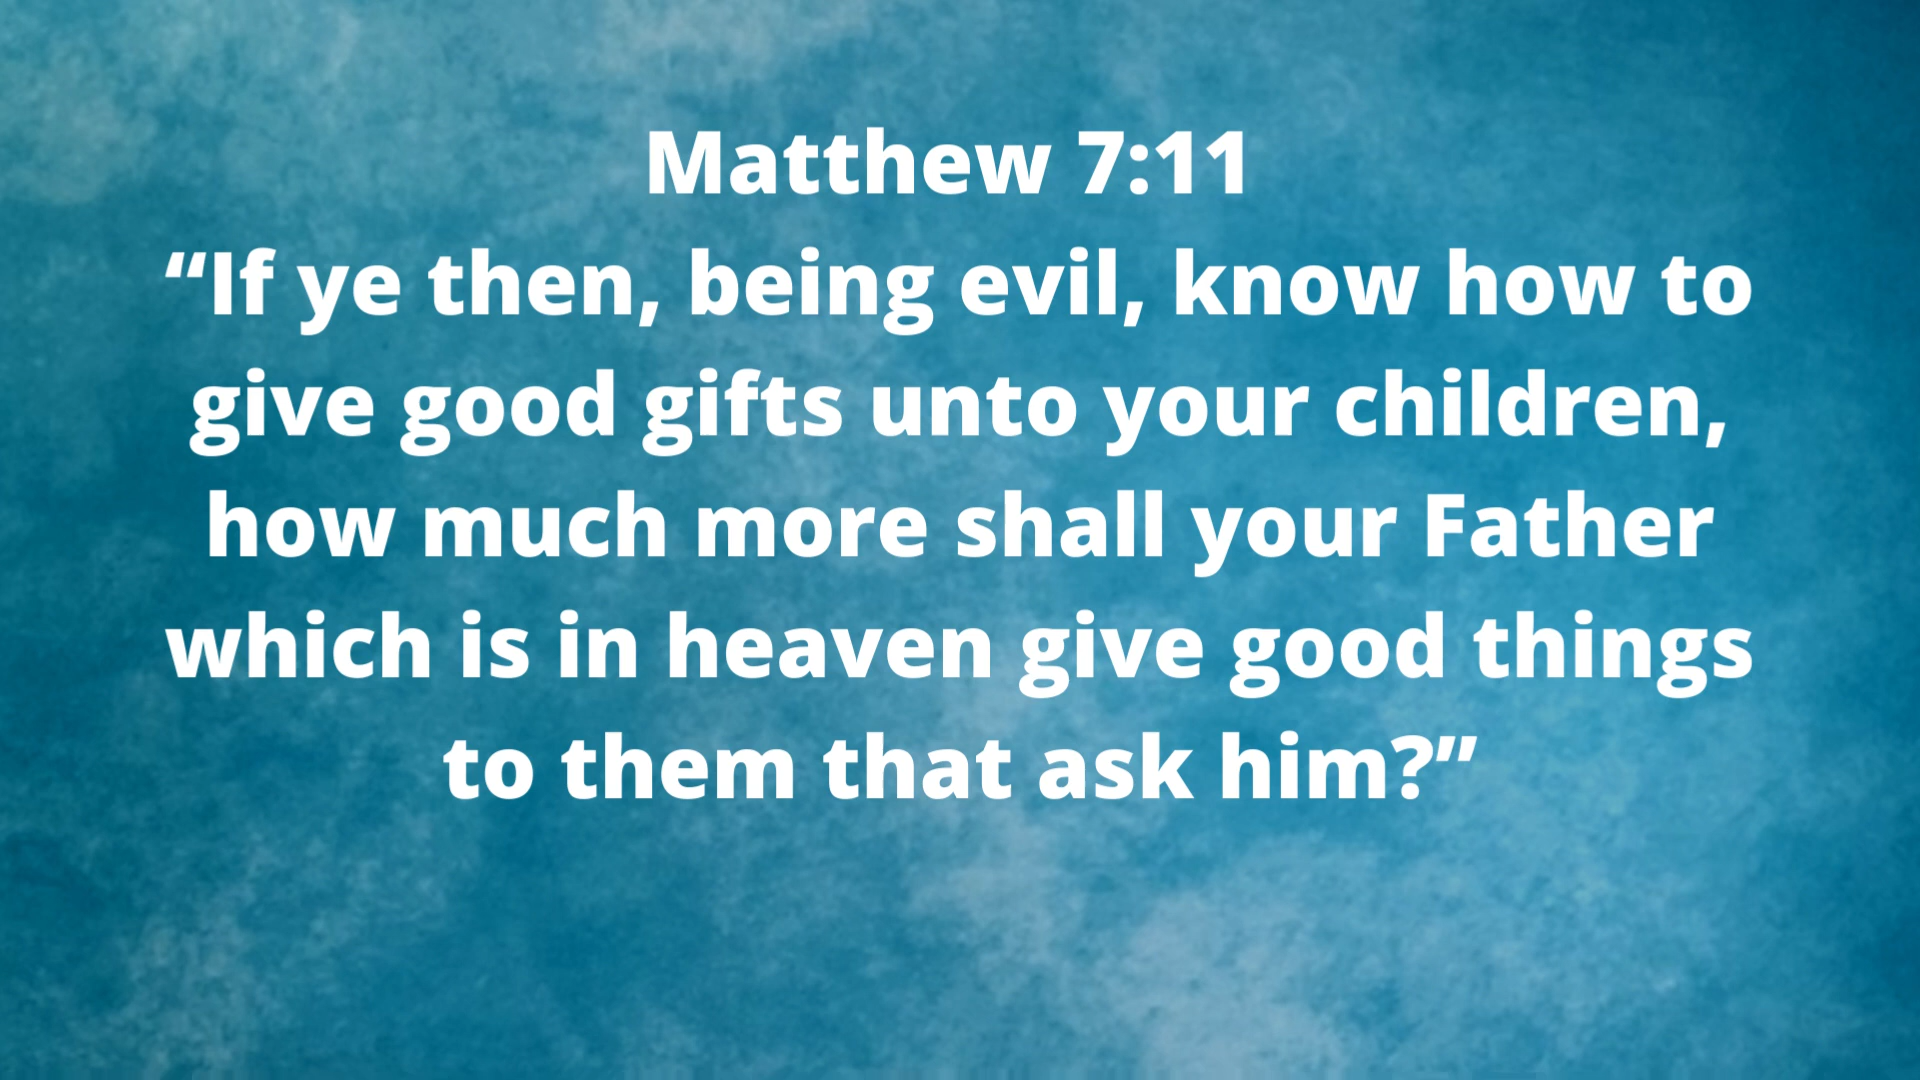 Matthew 7:11
“If ye then, being evil, know how to
give good gifts unto your children,
how much more shall your Father
which is in heaven give good things
to them that ask him?”